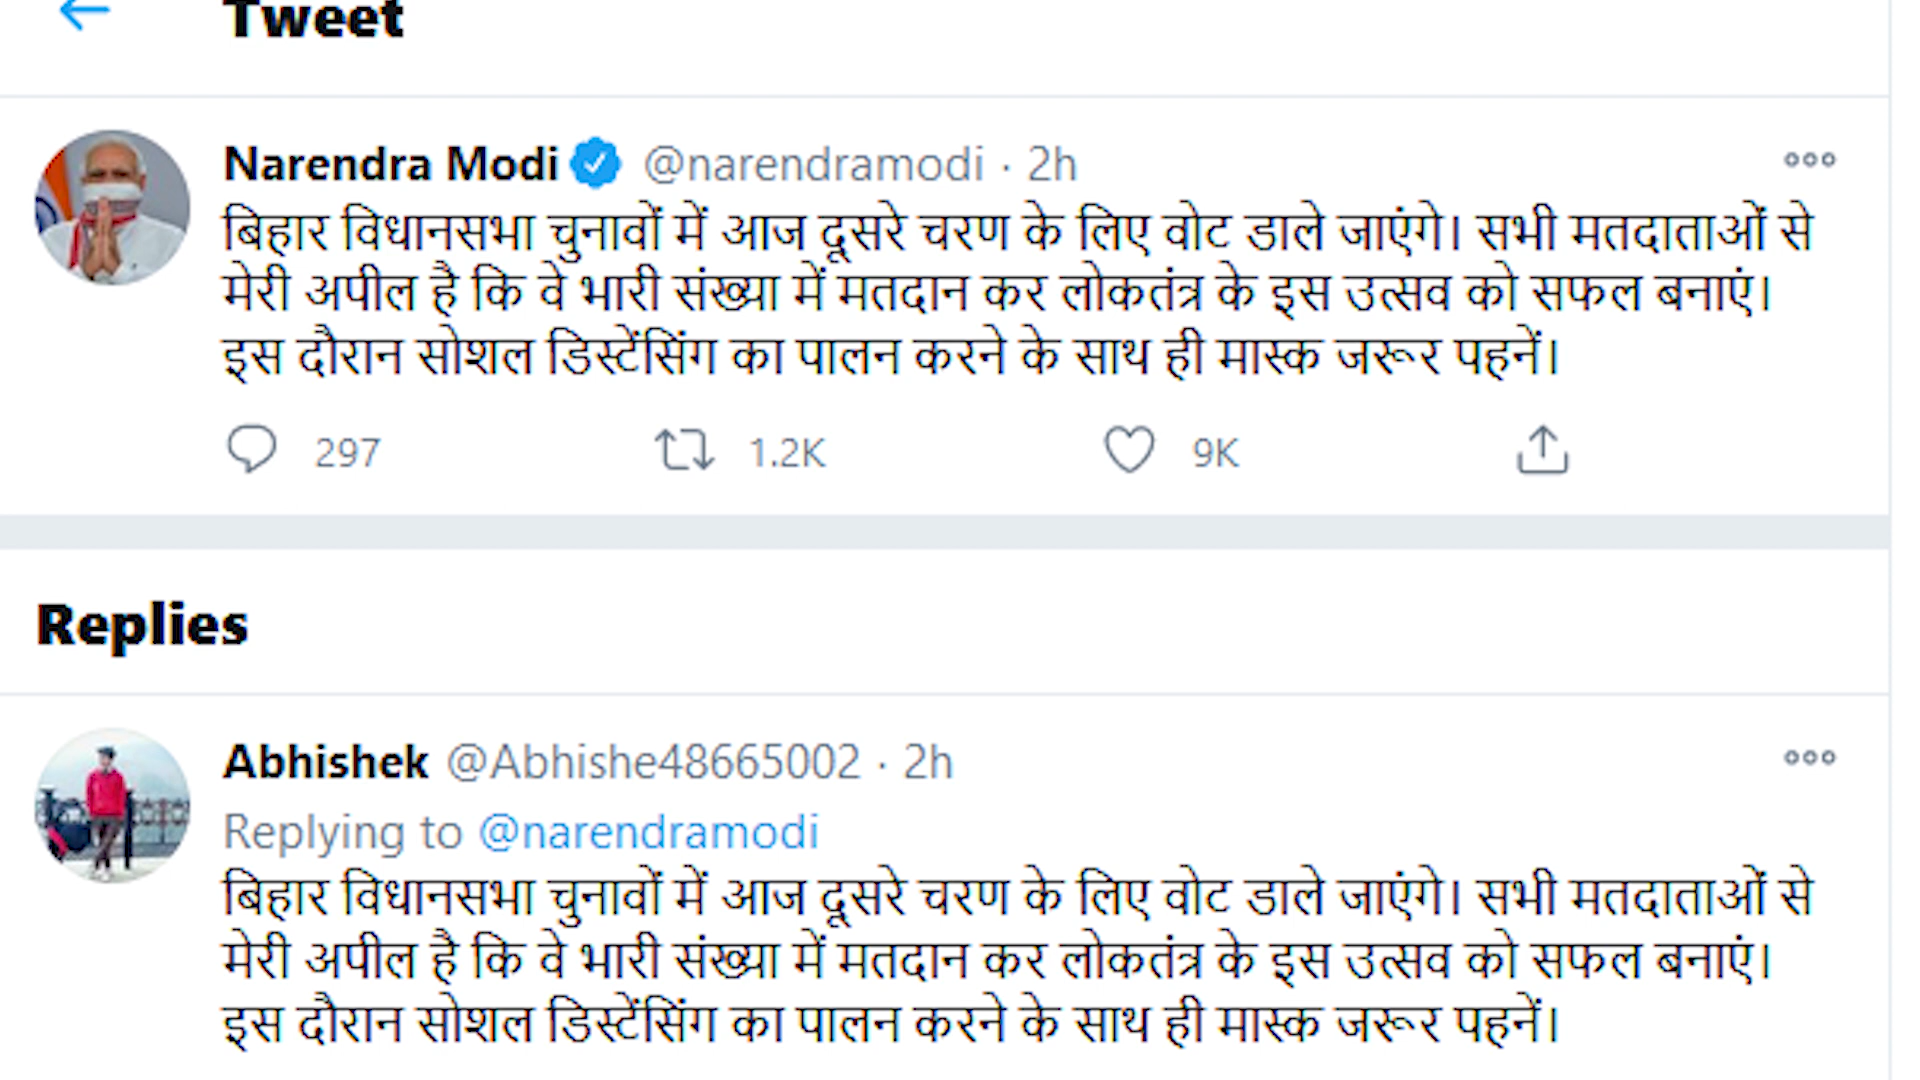 Tweet
Narendra Modi @narendramodi · 2h
बिहार विधानसभा चुनावों में आज दूसरे चरण के लिए वोट डाले जाएंगे। सभी मतदाताओं से
मेरी अपील है कि वे भारी संख्या में मतदान कर लोकतंत्र के इस उत्सव को सफल बनाएं।
इस दौरान सोशल डिस्टेंसिंग का पालन करने के साथ ही मास्क जरूर पहनें।
297 1.2K 9K
Replies
Abhishek @Abhishe48665002 · 2h
Replying to @narendramodi
बिहार विधानसभा चुनावों में आज दूसरे चरण के लिए वोट डाले जाएंगे। सभी मतदाताओं से
मेरी अपील है कि वे भारी संख्या में मतदान कर लोकतंत्र के इस उत्सव को सफल बनाएं।
इस दौरान सोशल डिस्टेंसिंग का पालन करने के साथ ही मास्क जरूर पहनें।